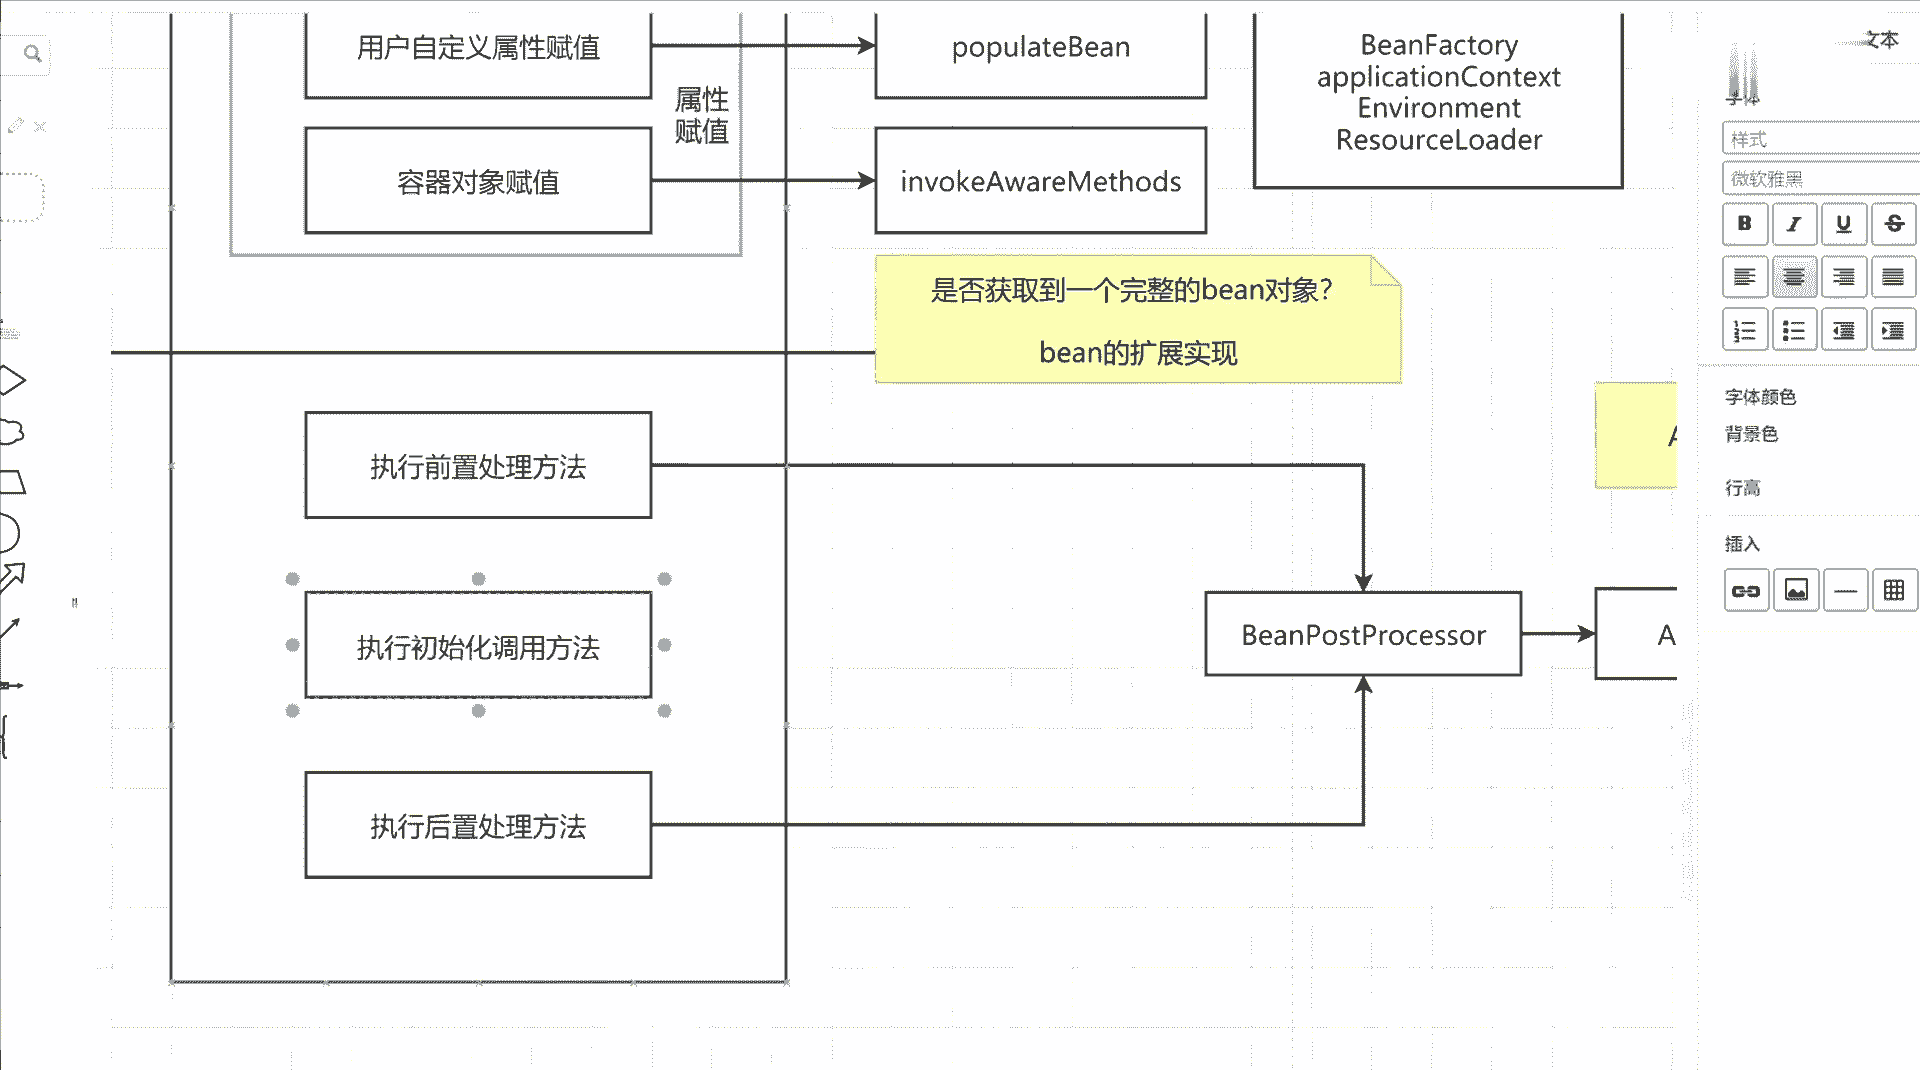 用户自定义属性赋值
populateBean
BeanFactory
applicationContext
Environment
ResourceLoader
属性
赋值
容器对象赋值
invokeAwareMethods
是否获取到一个完整的bean对象?
bean的扩展实现
执行前置处理方法
执行初始化调用方法
BeanPostProcessor
A
执行后置处理方法
文本
字体
样式
微软雅黑
B I U S
字体颜色
背景色
行高
插入